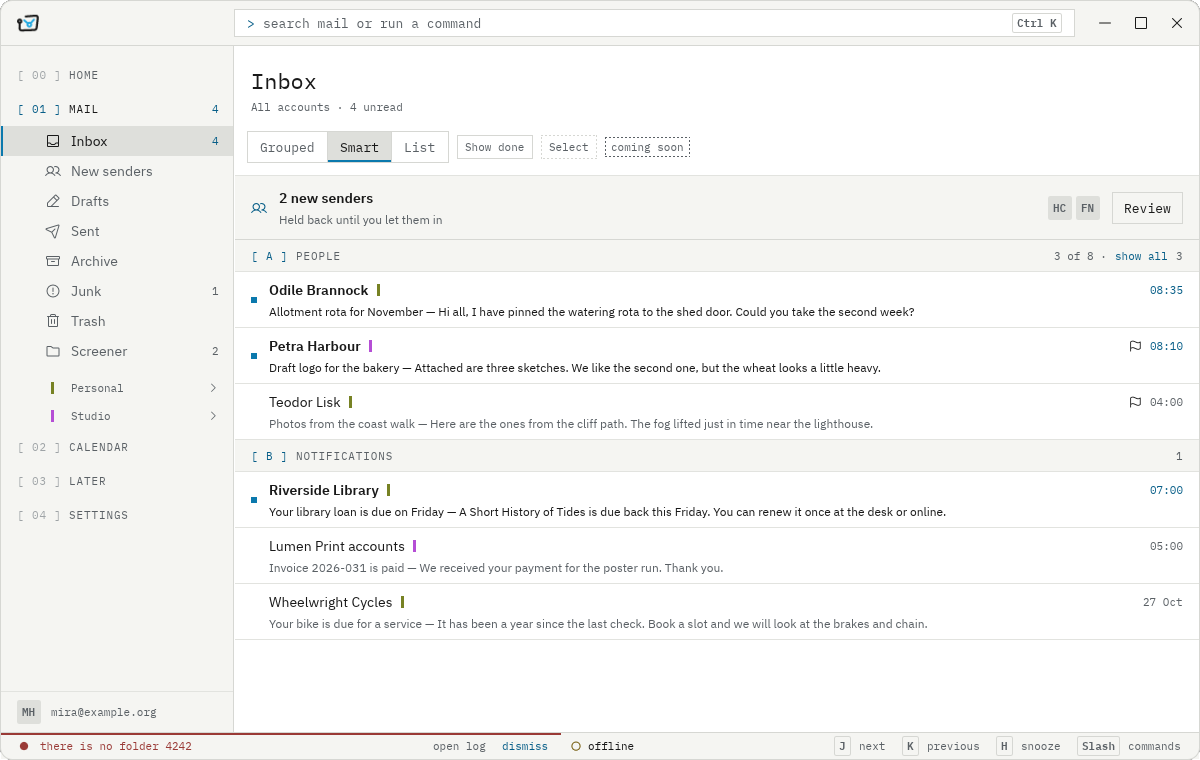 > search mail or run a command Ctrl K
[ 00 ] HOME
[ 01 ] MAIL 4
Inbox 4
New senders
Drafts
Sent
Archive
Junk 1
Trash
Screener 2
Personal
Studio
[ 02 ] CALENDAR
[ 03 ] LATER
[ 04 ] SETTINGS
MH mira@example.org
Inbox
All accounts · 4 unread
Grouped Smart List Show done Select coming soon
2 new senders
Held back until you let them in
HC FN Review
[ A ] PEOPLE 3 of 8 · show all 3
Odile Brannock 08:35
Allotment rota for November — Hi all, I have pinned the watering rota to the shed door. Could you take the second week?
Petra Harbour 08:10
Draft logo for the bakery — Attached are three sketches. We like the second one, but the wheat looks a little heavy.
Teodor Lisk 04:00
Photos from the coast walk — Here are the ones from the cliff path. The fog lifted just in time near the lighthouse.
[ B ] NOTIFICATIONS 1
Riverside Library 07:00
Your library loan is due on Friday — A Short History of Tides is due back this Friday. You can renew it once at the desk or online.
Lumen Print accounts 05:00
Invoice 2026-031 is paid — We received your payment for the poster run. Thank you.
Wheelwright Cycles 27 Oct
Your bike is due for a service — It has been a year since the last check. Book a slot and we will look at the brakes and chain.
there is no folder 4242 open log dismiss offline J next K previous H snooze Slash commands